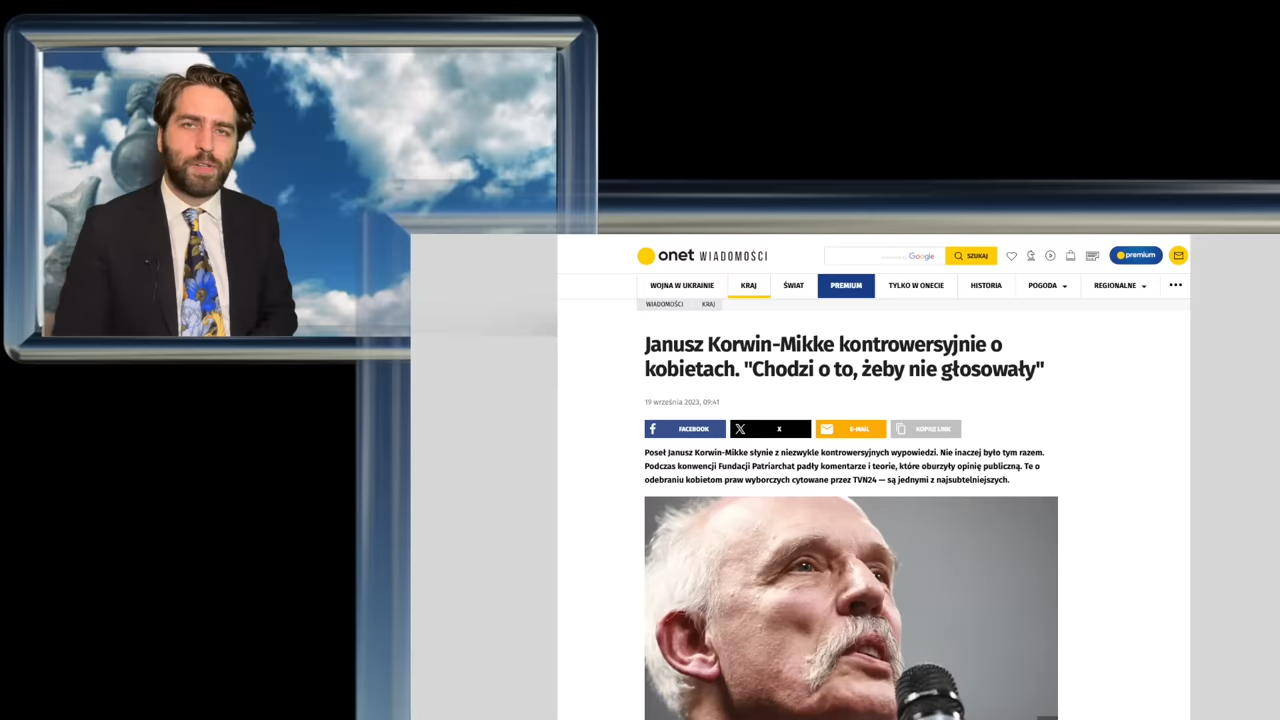 onet WIADOMOŚCI
Google
SZUKAJ
premium
WOJNA W UKRAINIE KRAJ ŚWIAT PREMIUM TYLKO W ONECIE HISTORIA POGODA REGIONALNE
WIADOMOŚCI KRAJ
Janusz Korwin-Mikke kontrowersyjnie o
kobietach. "Chodzi o to, żeby nie głosowały"
19 września 2023, 09:41
FACEBOOK X E-MAIL KOPIUJ LINK
Poseł Janusz Korwin-Mikke słynie z niezwykle kontrowersyjnych wypowiedzi. Nie inaczej było tym razem.
Podczas konwencji Fundacji Patriarchat padły komentarze i teorie, które oburzyły opinię publiczną. Te o
odebraniu kobietom praw wyborczych cytowane przez TVN24 — są jednymi z najsubtelniejszych.